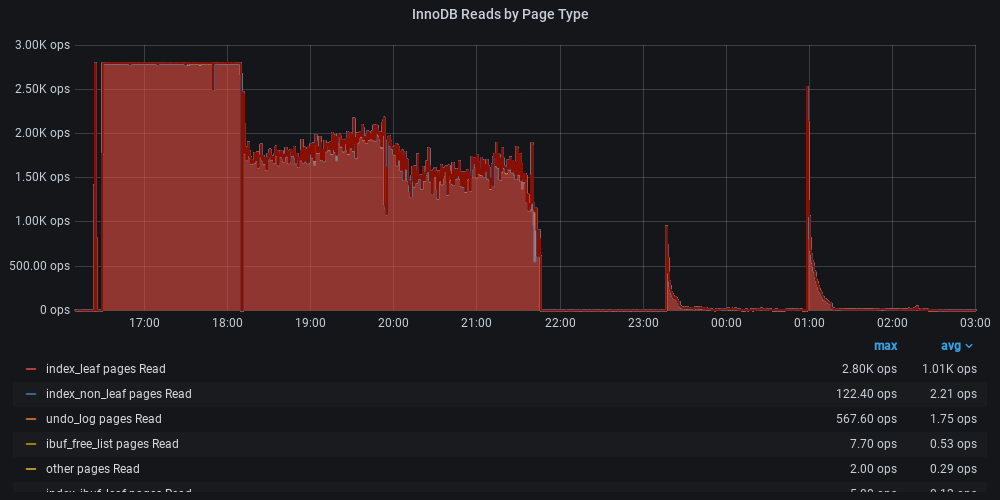 InnoDB Reads by Page Type
3.00K ops
2.50K ops
2.00K ops
1.50K ops
1.00K ops
500.00 ops
0 ops
17:00 18:00 19:00 20:00 21:00 22:00 23:00 00:00 01:00 02:00 03:00
max avg
index_leaf pages Read 2.80K ops 1.01K ops
index_non_leaf pages Read 122.40 ops 2.21 ops
undo_log pages Read 567.60 ops 1.75 ops
ibuf_free_list pages Read 7.70 ops 0.53 ops
other pages Read 2.00 ops 0.29 ops
index_ibuf_leaf pages Read